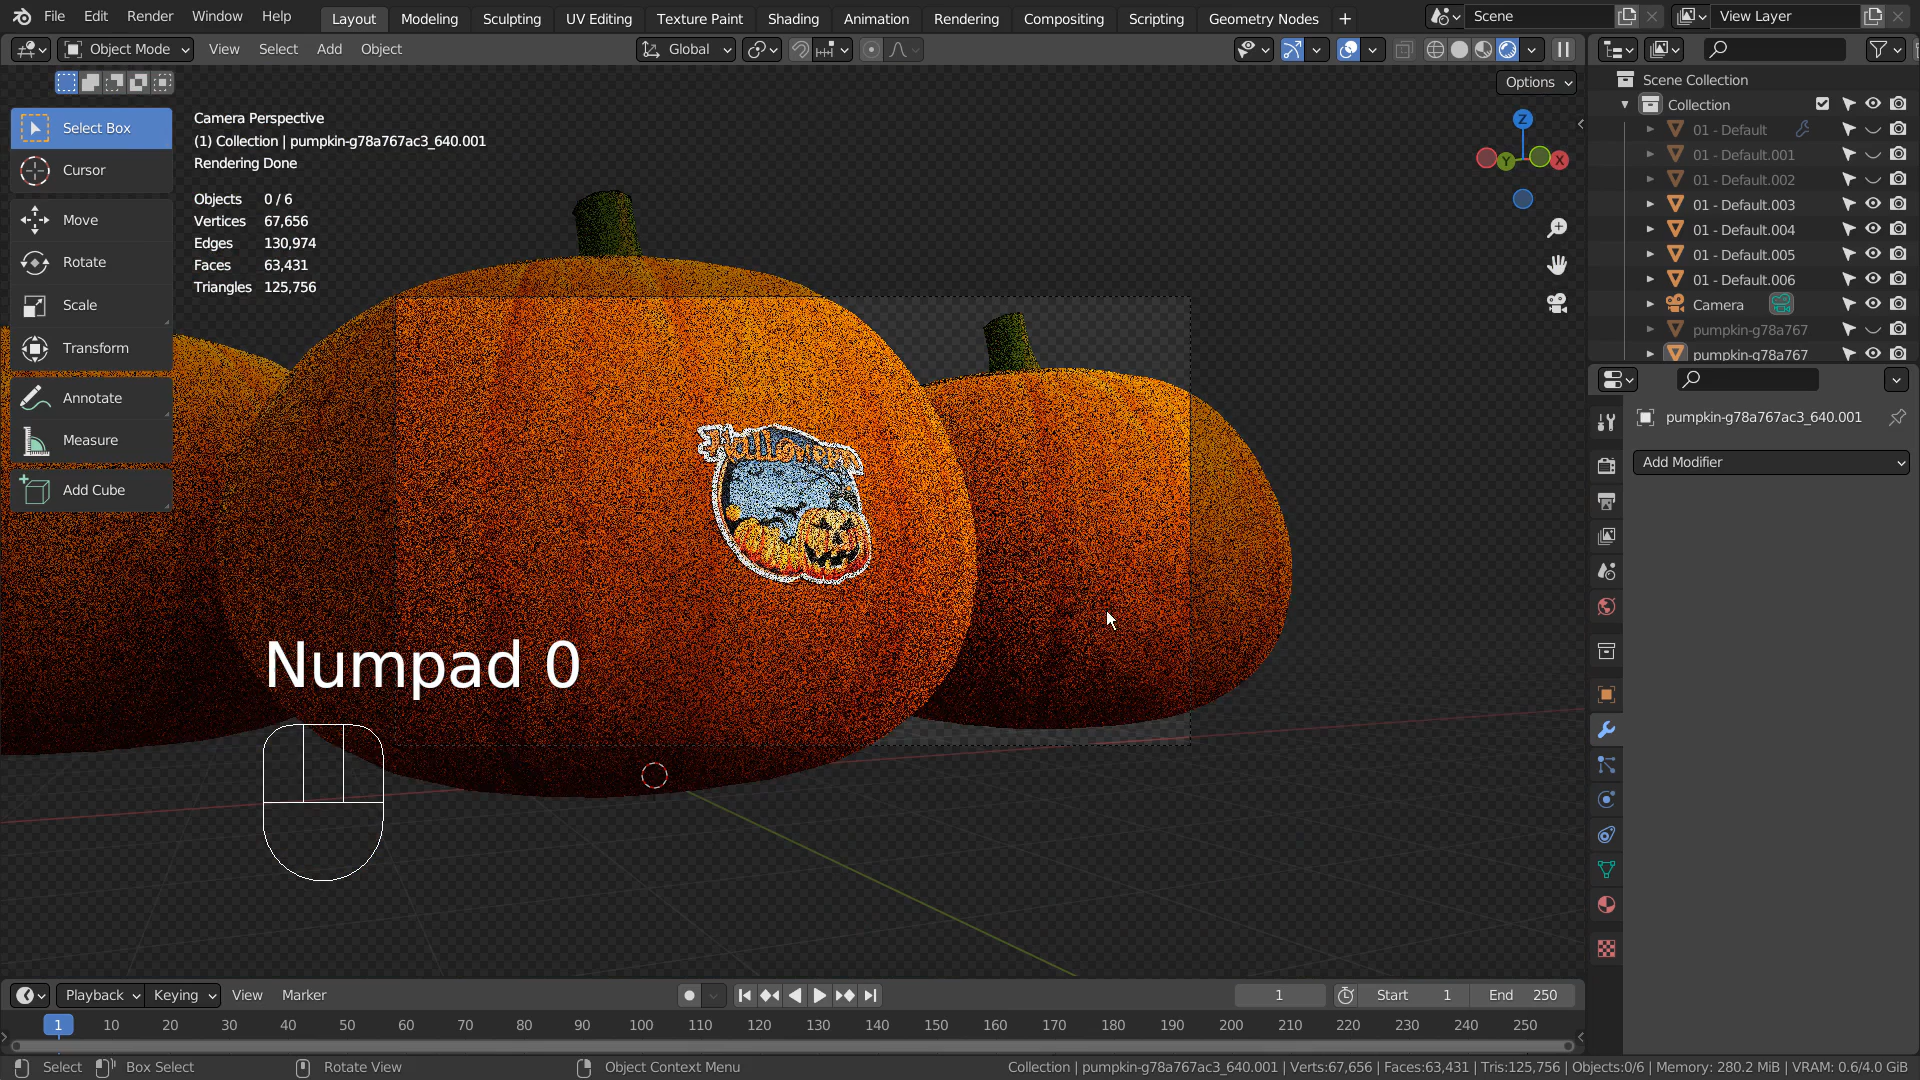 File Edit Render Window Help Layout Modeling Sculpting UV Editing Texture Paint Shading Animation Rendering Compositing Scripting Geometry Nodes + Scene View Layer
Object Mode View Select Add Object Global
Options
Select Box
Cursor
Move
Rotate
Scale
Transform
Annotate
Measure
Add Cube
Camera Perspective
(1) Collection | pumpkin-g78a767ac3_640.001
Rendering Done
Objects 0 / 6
Vertices 67,656
Edges 130,974
Faces 63,431
Triangles 125,756
Z
Y
X
Numpad 0
Scene Collection
Collection
01 - Default
01 - Default.001
01 - Default.002
01 - Default.003
01 - Default.004
01 - Default.005
01 - Default.006
Camera
pumpkin-g78a767
pumpkin-g78a767
pumpkin-g78a767ac3_640.001
Add Modifier
Playback Keying View Marker 1 Start 1 End 250
1 10 20 30 40 50 60 70 80 90 100 110 120 130 140 150 160 170 180 190 200 210 220 230 240 250
Select Box Select Rotate View Object Context Menu Collection | pumpkin-g78a767ac3_640.001 | Verts:67,656 | Faces:63,431 | Tris:125,756 | Objects:0/6 | Memory: 280.2 MiB | VRAM: 0.6/4.0 GiB